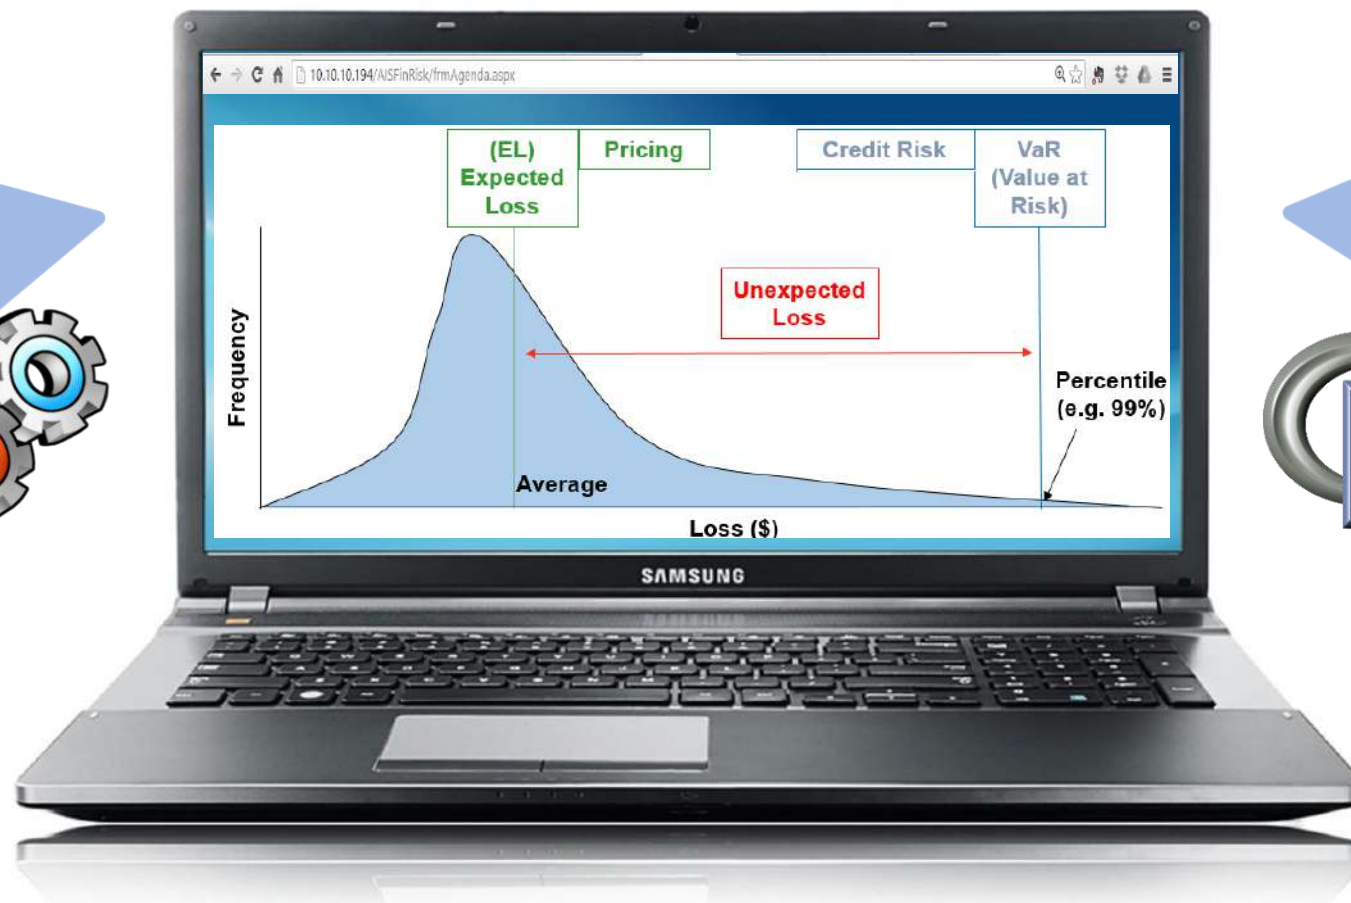 10.10.10.194/AISFinRisk/frmAgenda.aspx
(EL)
Expected
Loss
Pricing
Credit Risk
VaR
(Value at
Risk)
Unexpected
Loss
Percentile
(e.g. 99%)
Frequency
Average
Loss ($)
SAMSUNG